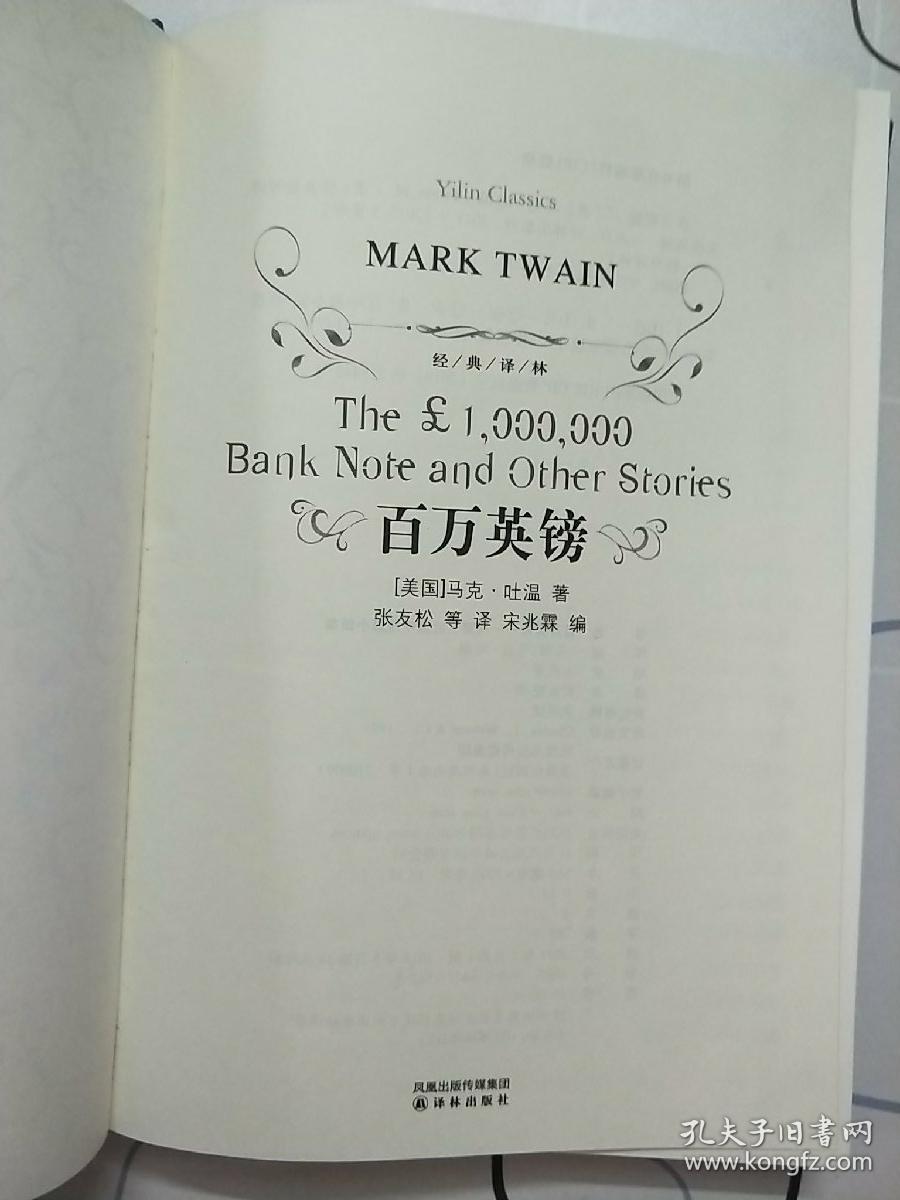 Yilin Classics
MARK TWAIN
经/典/译/林
The £1,000,000
Bank Note and Other Stories
百万英镑
[美国]马克·吐温 著
张友松 等 译 宋兆霖 编
凤凰出版传媒集团
译林出版社
孔夫子旧书网
www.kongfz.com